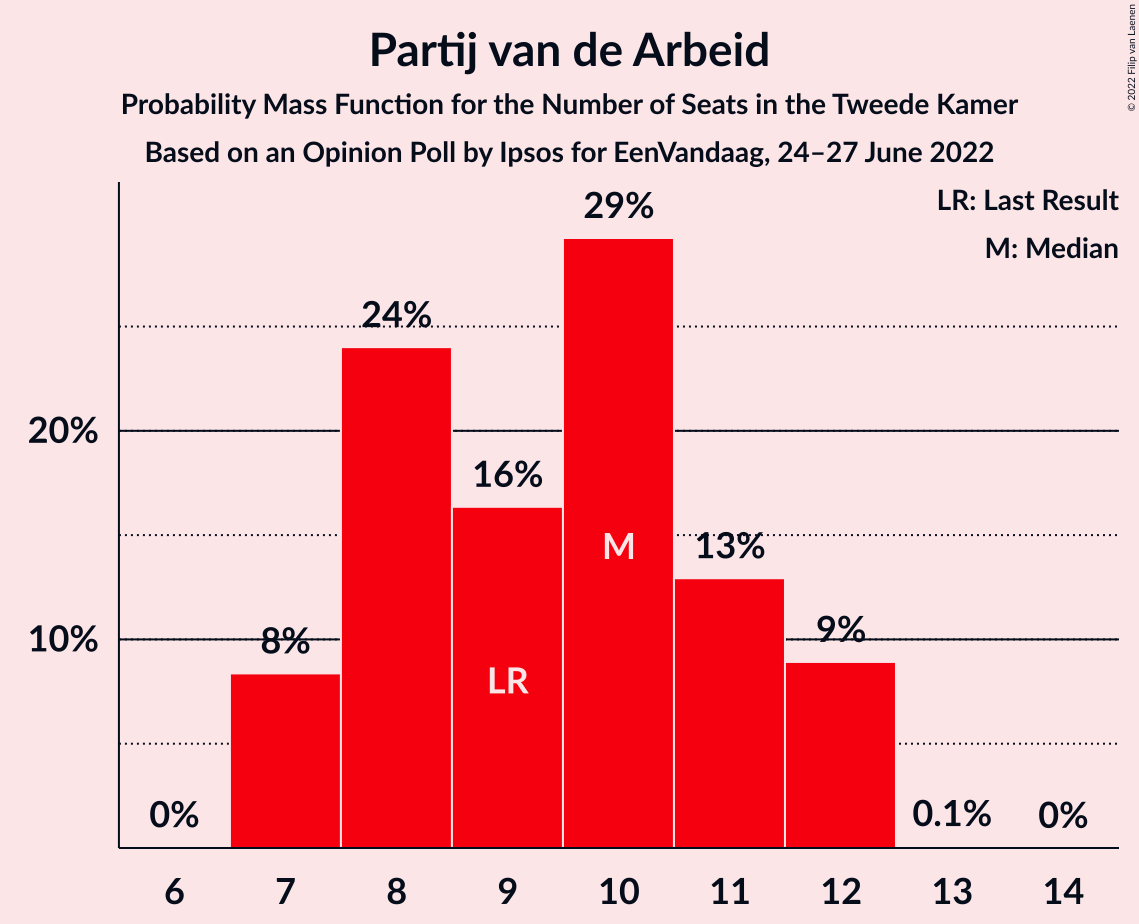 Partij van de Arbeid
Probability Mass Function for the Number of Seats in the Tweede Kamer
Based on an Opinion Poll by Ipsos for EenVandaag, 24–27 June 2022
© 2022 Filip van Laenen
LR: Last Result
M: Median
29%
24%
20%
16%
M
13%
10%
8%
9%
LR
0%
0.1%
0%
6 7 8 9 10 11 12 13 14